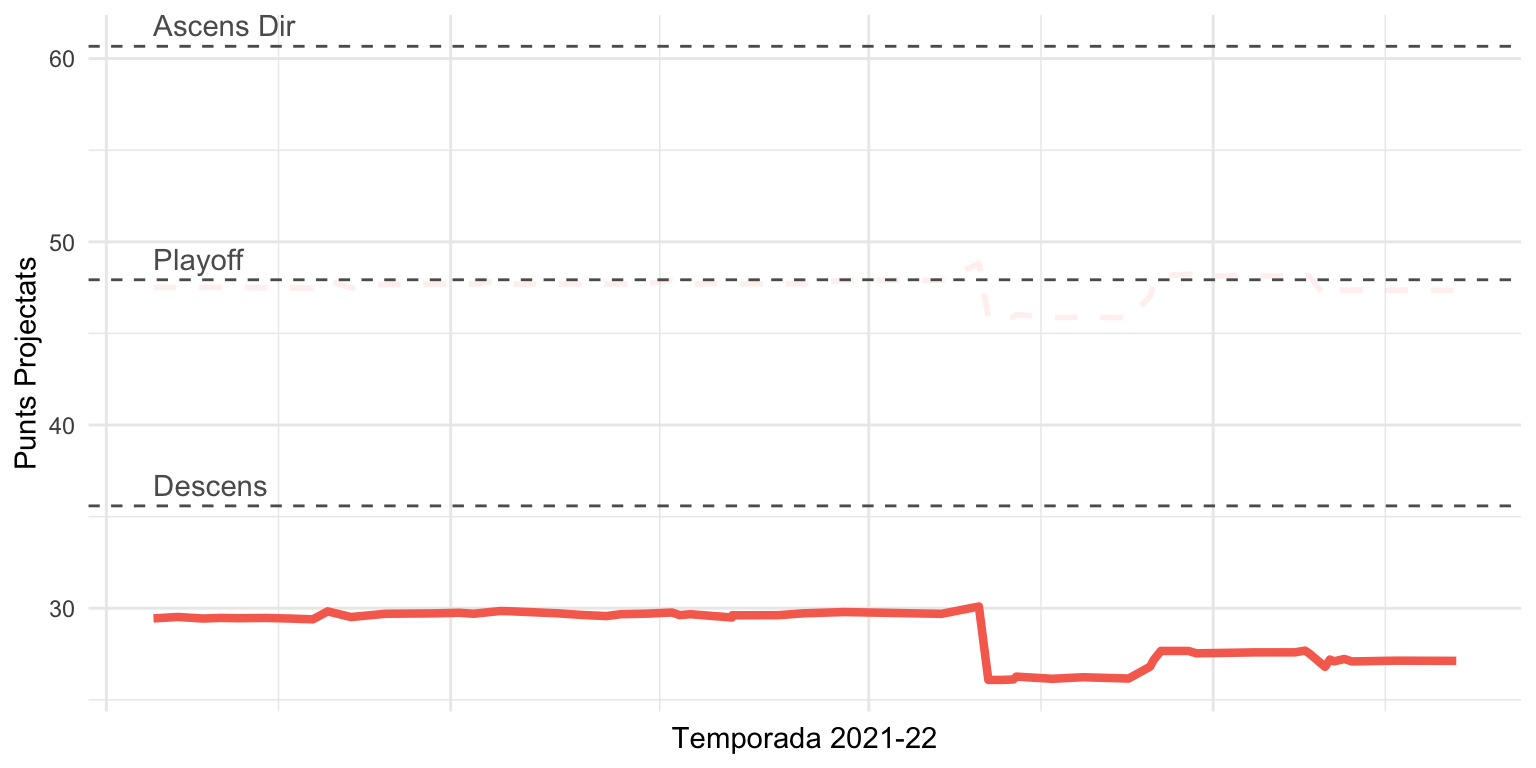 Ascens Dir
60
50
Playoff
Punts Projectats
40
Descens
30
Temporada 2021-22